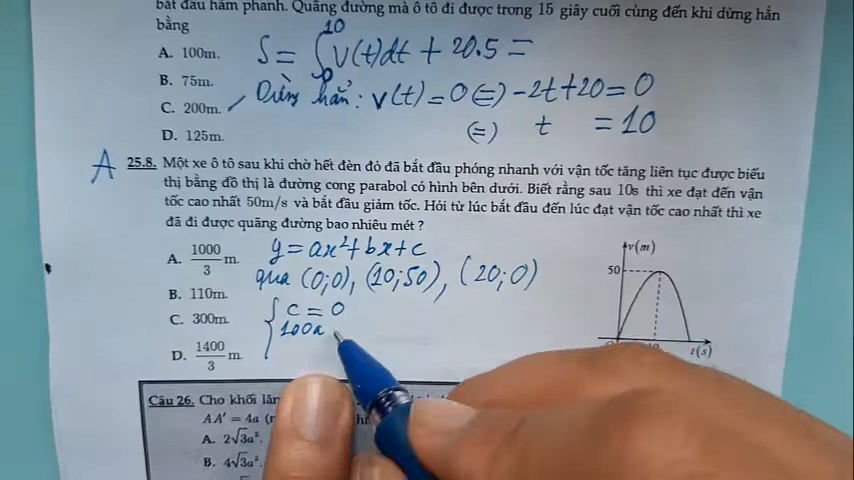 bắt đầu hãm phanh. Quãng đường mà ô tô đi được trong 15 giây cuối cùng đến khi dừng hẳn
bằng
A. 100m.
B. 75m.
C. 200m.
D. 125m.
S = ∫₀¹⁰ v(t)dt + 20.5 =
Dừng hẳn : v(t) = 0 ⇔ -2t + 20 = 0
⇔ t = 10
A
25.8. Một xe ô tô sau khi chờ hết đèn đỏ đã bắt đầu phóng nhanh với vận tốc tăng liên tục được biểu
thị bằng đồ thị là đường cong parabol có hình bên dưới. Biết rằng sau 10s thì xe đạt đến vận
tốc cao nhất 50m/s và bắt đầu giảm tốc. Hỏi từ lúc bắt đầu đến lúc đạt vận tốc cao nhất thì xe
đã đi được quãng đường bao nhiêu mét ?
A. 1000/3 m.
B. 110m.
C. 300m.
D. 1400/3 m.
y = ax² + bx + c
qua (0;0), (10;50), (20;0)
{ c = 0
100a
v(m)
50
t(s)
Câu 26. Cho khối lăn
AA' = 4a
A. 2√3a³.
B. 4√3a³.